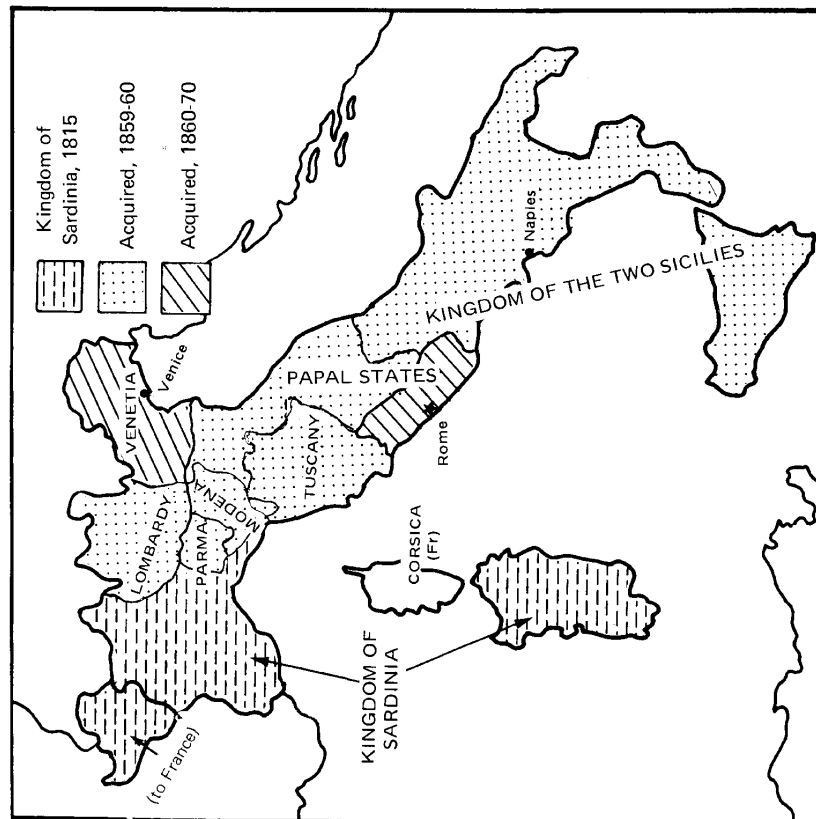 Kingdom of
Sardinia, 1815
Acquired, 1859-60
Acquired, 1860-70
VENETIA
Venice
LOMBARDY
PARMA
MODENA
PAPAL STATES
TUSCANY
Rome
Naples
KINGDOM OF THE TWO SICILIES
CORSICA
(Fr)
KINGDOM OF
SARDINIA
(to France)